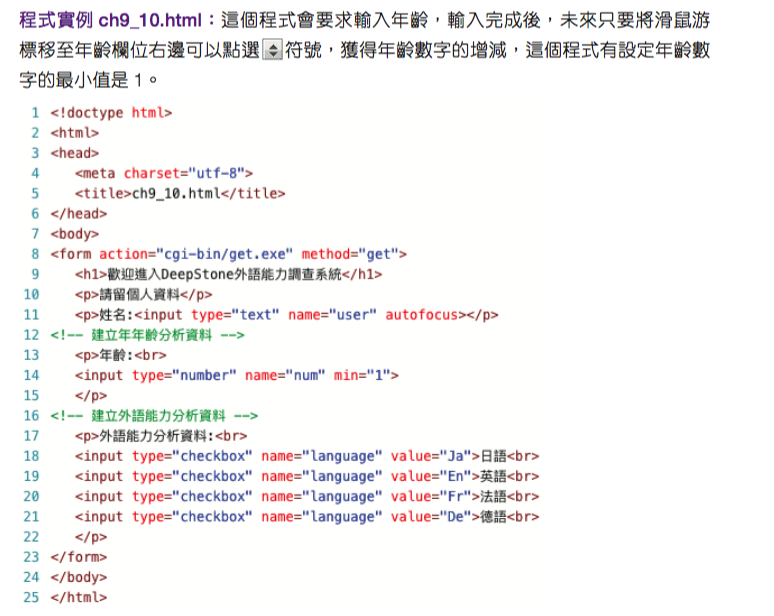 程式實例 ch9_10.html：這個程式會要求輸入年齡，輸入完成後，未來只要將滑鼠游
標移至年齡欄位右邊可以點選符號，獲得年齡數字的增減，這個程式有設定年齡數
字的最小值是 1。
1 <!doctype html>
2 <html>
3 <head>
4 <meta charset="utf-8">
5 <title>ch9_10.html</title>
6 </head>
7 <body>
8 <form action="cgi-bin/get.exe" method="get">
9 <h1>歡迎進入DeepStone外語能力調查系統</h1>
10 <p>請留個人資料</p>
11 <p>姓名:<input type="text" name="user" autofocus></p>
12 <!-- 建立年年齡分析資料 -->
13 <p>年齡:<br>
14 <input type="number" name="num" min="1">
15 </p>
16 <!-- 建立外語能力分析資料 -->
17 <p>外語能力分析資料:<br>
18 <input type="checkbox" name="language" value="Ja">日語<br>
19 <input type="checkbox" name="language" value="En">英語<br>
20 <input type="checkbox" name="language" value="Fr">法語<br>
21 <input type="checkbox" name="language" value="De">德語<br>
22 </p>
23 </form>
24 </body>
25 </html>